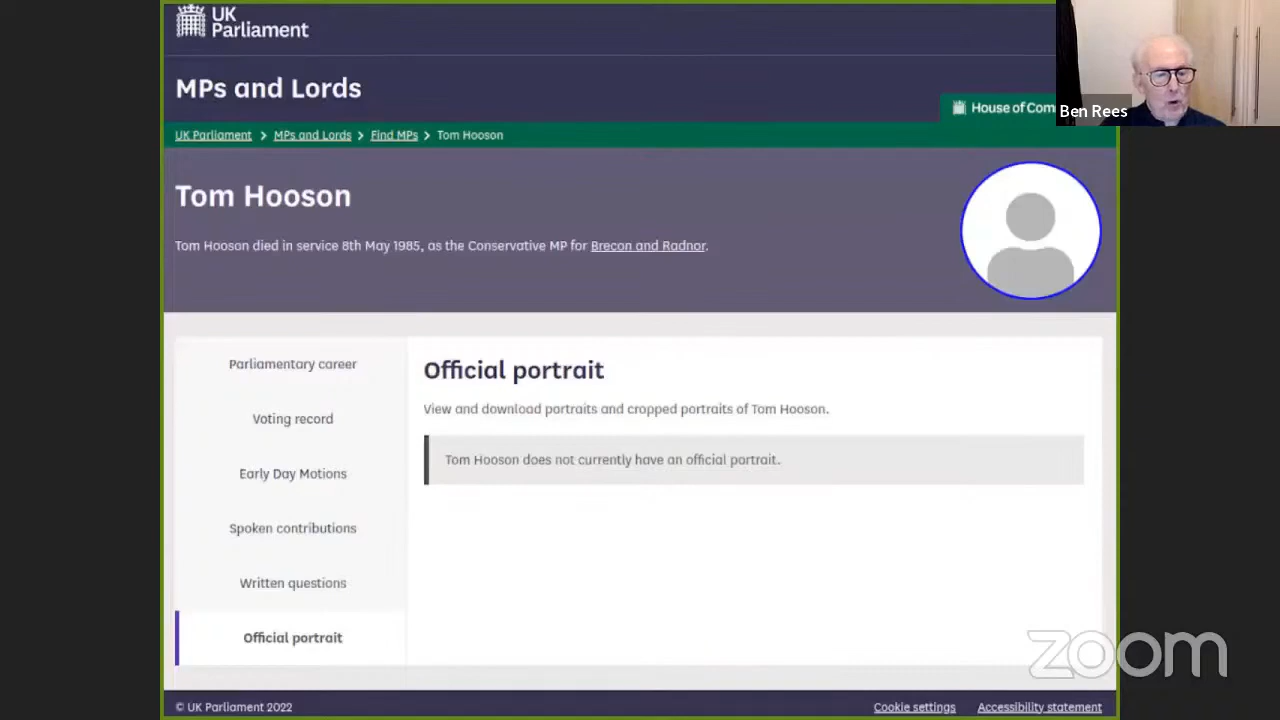 UK
Parliament
MPs and Lords
House of Com
Ben Rees
UK Parliament > MPs and Lords > Find MPs > Tom Hooson
Tom Hooson
Tom Hooson died in service 8th May 1985, as the Conservative MP for Brecon and Radnor.
Parliamentary career
Voting record
Early Day Motions
Spoken contributions
Written questions
Official portrait
Official portrait
View and download portraits and cropped portraits of Tom Hooson.
Tom Hooson does not currently have an official portrait.
zoom
© UK Parliament 2022
Cookie settings
Accessibility statement